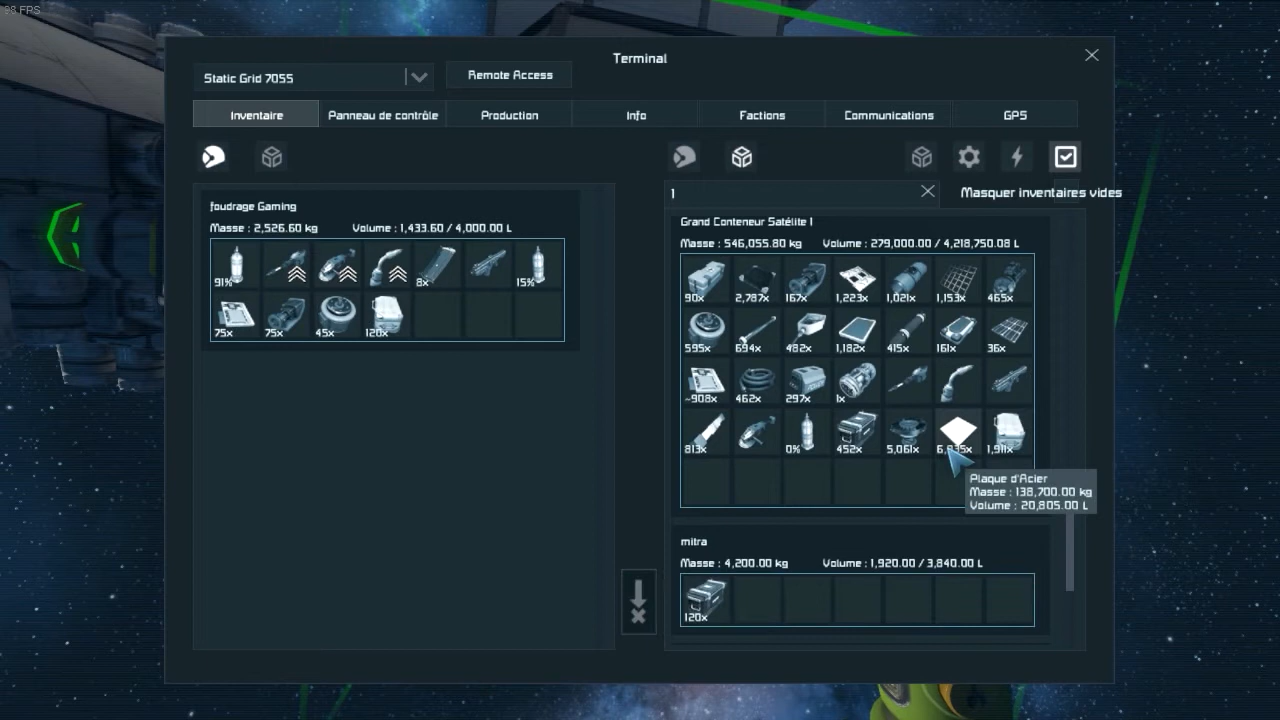 98 FPS
Terminal
Static Grid 7055
Remote Access
Inventaire Panneau de contrôle Production Info Factions Communications GPS
1
Masquer inventaires vides
foudrage Gaming
Masse : 2,526.60 kg Volume : 1,433.60 / 4,000.00 L
91% 8x 15%
75x 75x 45x 120x
Grand Conteneur Satélite 1
Masse : 546,055.80 kg Volume : 279,000.00 / 4,218,750.08 L
90x 2,787x 167x 1,223x 1,021x 1,153x 465x
595x 694x 482x 1,182x 415x 161x 36x
~908x 462x 297x 1x
813x 0% 452x 5,061x 1,911x
Plaque d'Acier
Masse : 138,700.00 kg
Volume : 20,805.00 L
mitra
Masse : 4,200.00 kg Volume : 1,920.00 / 3,840.00 L
120x